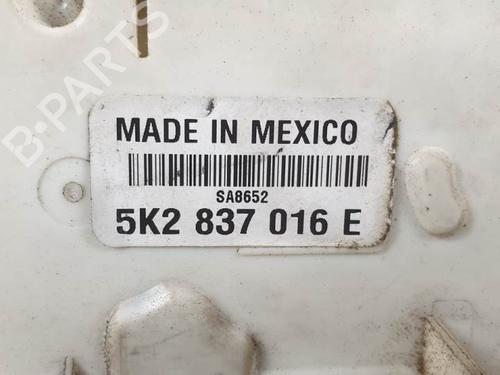 B-PARTS
MADE IN MEXICO
SA8652
5K2 837 016 E